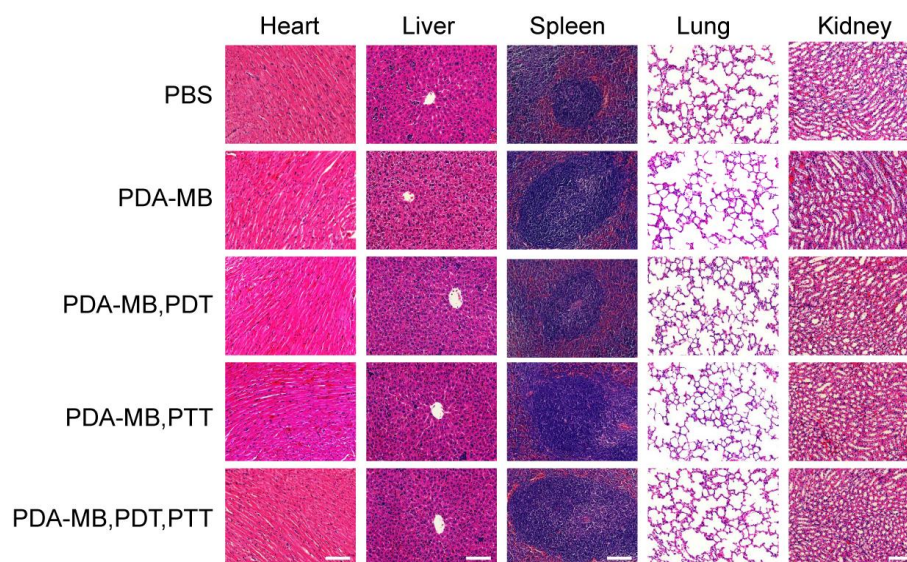 Heart Liver Spleen Lung Kidney
PBS
PDA-MB
PDA-MB,PDT
PDA-MB,PTT
PDA-MB,PDT,PTT